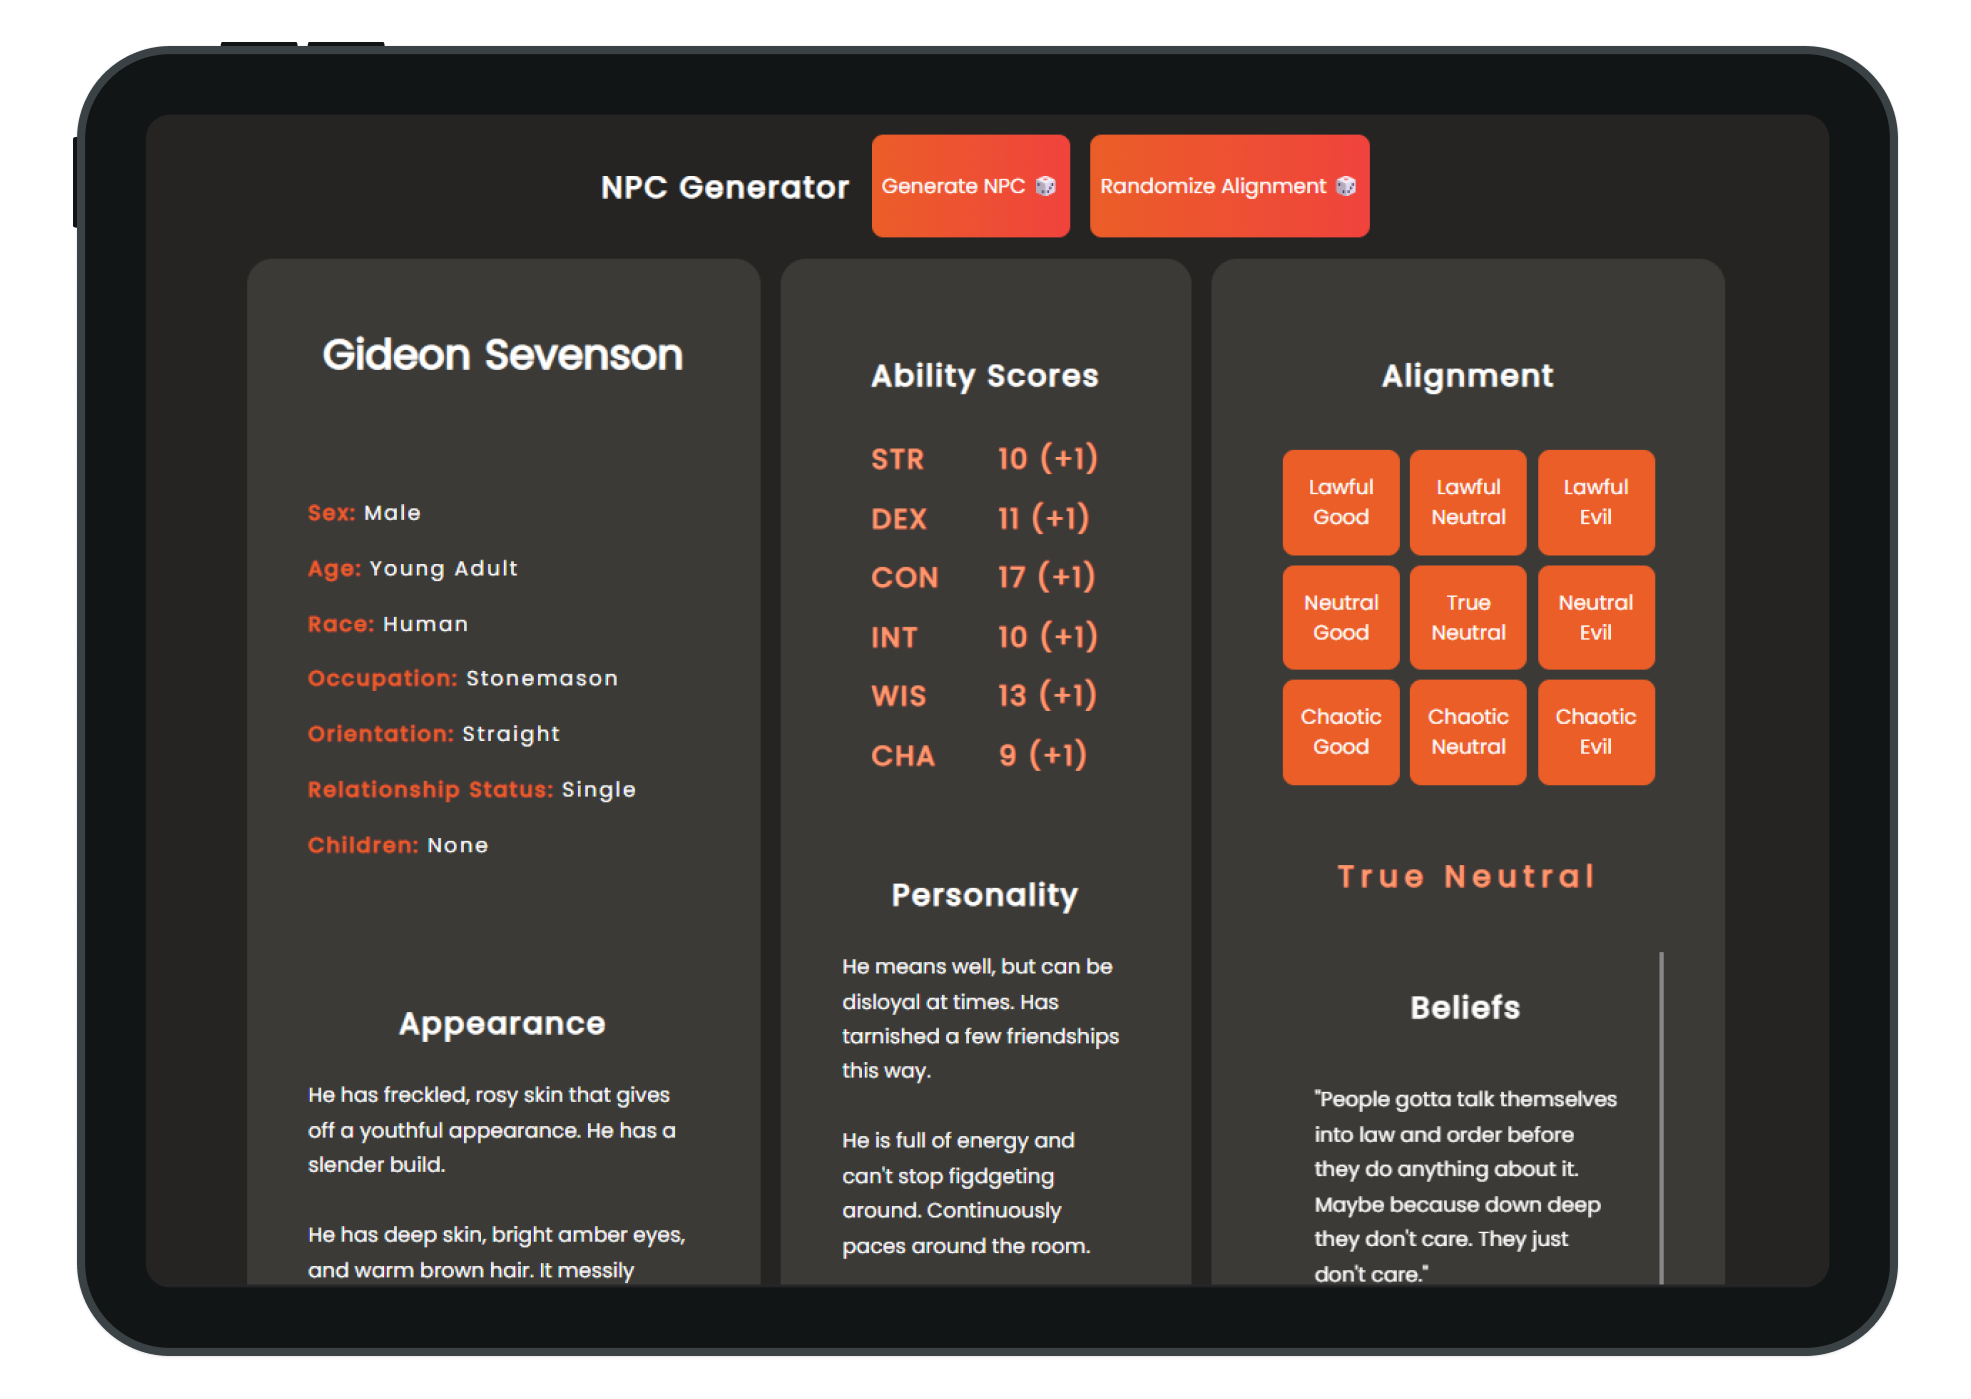 NPC Generator
Generate NPC 🎲
Randomize Alignment 🎲
Gideon Sevenson
Sex: Male
Age: Young Adult
Race: Human
Occupation: Stonemason
Orientation: Straight
Relationship Status: Single
Children: None
Appearance
He has freckled, rosy skin that gives
off a youthful appearance. He has a
slender build.
He has deep skin, bright amber eyes,
and warm brown hair. It messily
Ability Scores
STR 10 (+1)
DEX 11 (+1)
CON 17 (+1)
INT 10 (+1)
WIS 13 (+1)
CHA 9 (+1)
Personality
He means well, but can be
disloyal at times. Has
tarnished a few friendships
this way.
He is full of energy and
can't stop figdgeting
around. Continuously
paces around the room.
Alignment
Lawful
Good
Lawful
Neutral
Lawful
Evil
Neutral
Good
True
Neutral
Neutral
Evil
Chaotic
Good
Chaotic
Neutral
Chaotic
Evil
True Neutral
Beliefs
"People gotta talk themselves
into law and order before
they do anything about it.
Maybe because down deep
they don't care. They just
don't care."